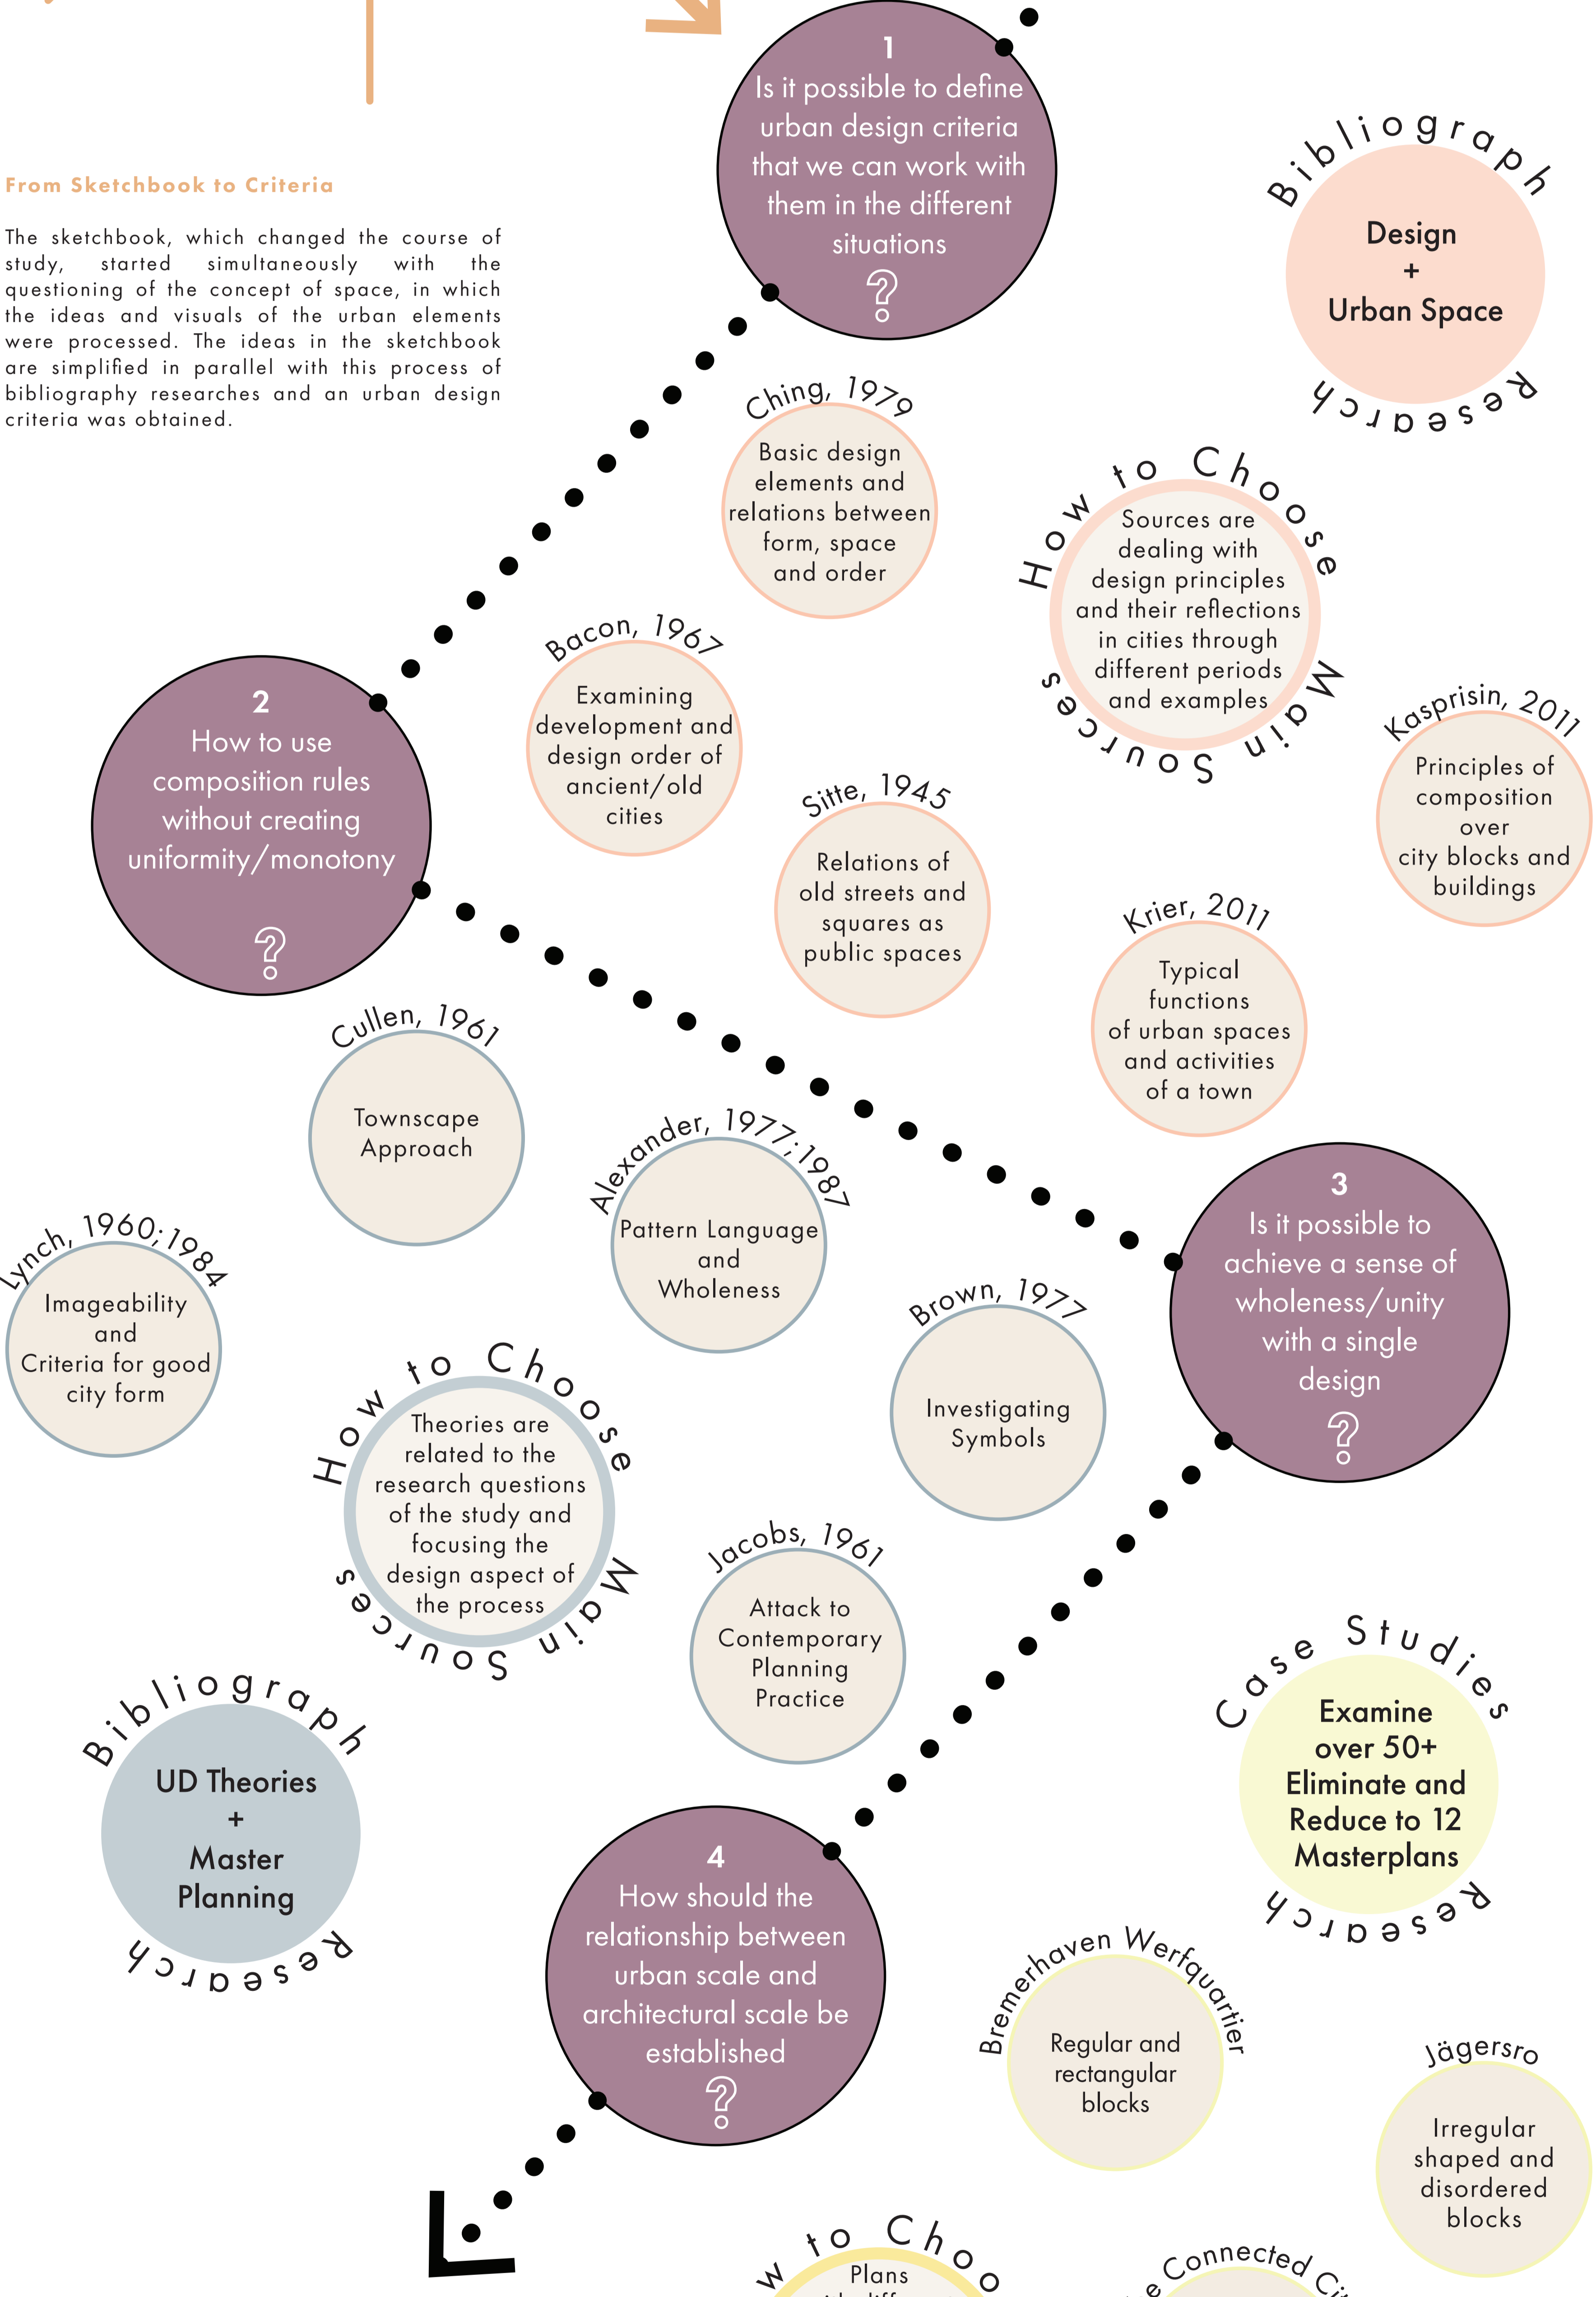 1
Is it possible to define
urban design criteria
that we can work with
them in the different
situations
?
From Sketchbook to Criteria
The sketchbook, which changed the course of
study, started simultaneously with the
questioning of the concept of space, in which
the ideas and visuals of the urban elements
were processed. The ideas in the sketchbook
are simplified in parallel with this process of
bibliography researches and an urban design
criteria was obtained.
Bibliograph
Design
+
Urban Space
Research
Ching, 1979
Basic design
elements and
relations between
form, space
and order
How to Choose
Sources are
dealing with
design principles
and their reflections
in cities through
different periods
and examples
Main Sources
Bacon, 1967
Examining
development and
design order of
ancient/old
cities
2
How to use
composition rules
without creating
uniformity/monotony
?
Sitte, 1945
Relations of
old streets and
squares as
public spaces
Kasprisin, 2011
Principles of
composition
over
city blocks and
buildings
Krier, 2011
Typical
functions
of urban spaces
and activities
of a town
Cullen, 1961
Townscape
Approach
Alexander, 1977;1987
Pattern Language
and
Wholeness
3
Is it possible to
achieve a sense of
wholeness/unity
with a single
design
?
Lynch, 1960;1984
Imageability
and
Criteria for good
city form
Brown, 1977
Investigating
Symbols
How to Choose
Theories are
related to the
research questions
of the study and
focusing the
design aspect of
the process
Main Sources
Jacobs, 1961
Attack to
Contemporary
Planning
Practice
Bibliograph
UD Theories
+
Master
Planning
Research
Case Studies
Examine
over 50+
Eliminate and
Reduce to 12
Masterplans
Research
4
How should the
relationship between
urban scale and
architectural scale be
established
?
Bremerhaven Werfquartier
Regular and
rectangular
blocks
Jägersro
Irregular
shaped and
disordered
blocks
to Choo
Plans
Connected